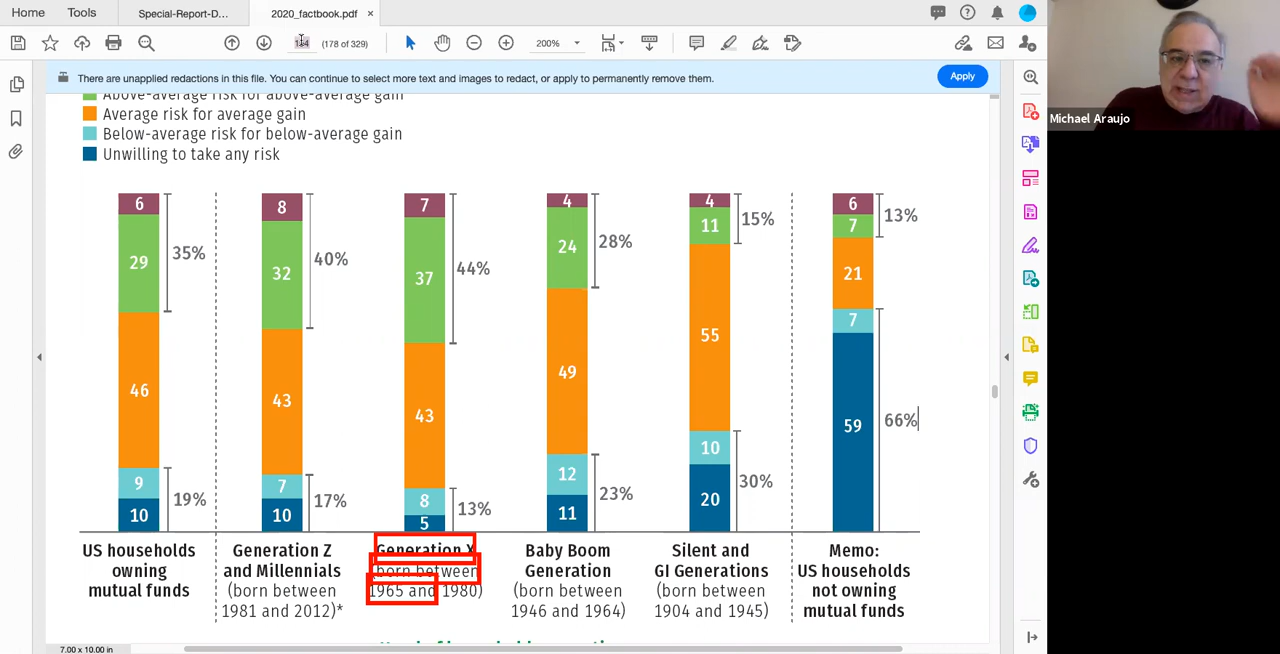 Home Tools Special-Report-D... 2020_factbook.pdf ×
(178 of 329) 200%
There are unapplied redactions in this file. You can continue to select more text and images to redact, or apply to permanently remove them. Apply
Michael Araujo
Above-average risk for above-average gain
Average risk for average gain
Below-average risk for below-average gain
Unwilling to take any risk
6 8 7 4 4 6
29 32 37 24 11 7
35% 40% 44% 28% 15% 13%
46 43 43 49 55 21
9 7 8 12 10 7
10 10 5 11 20 59
19% 17% 13% 23% 30% 66%
US households
owning
mutual funds
Generation Z
and Millennials
(born between
1981 and 2012)*
Generation X
(born between
1965 and 1980)
Baby Boom
Generation
(born between
1946 and 1964)
Silent and
GI Generations
(born between
1904 and 1945)
Memo:
US households
not owning
mutual funds
7.00 x 10.00 in